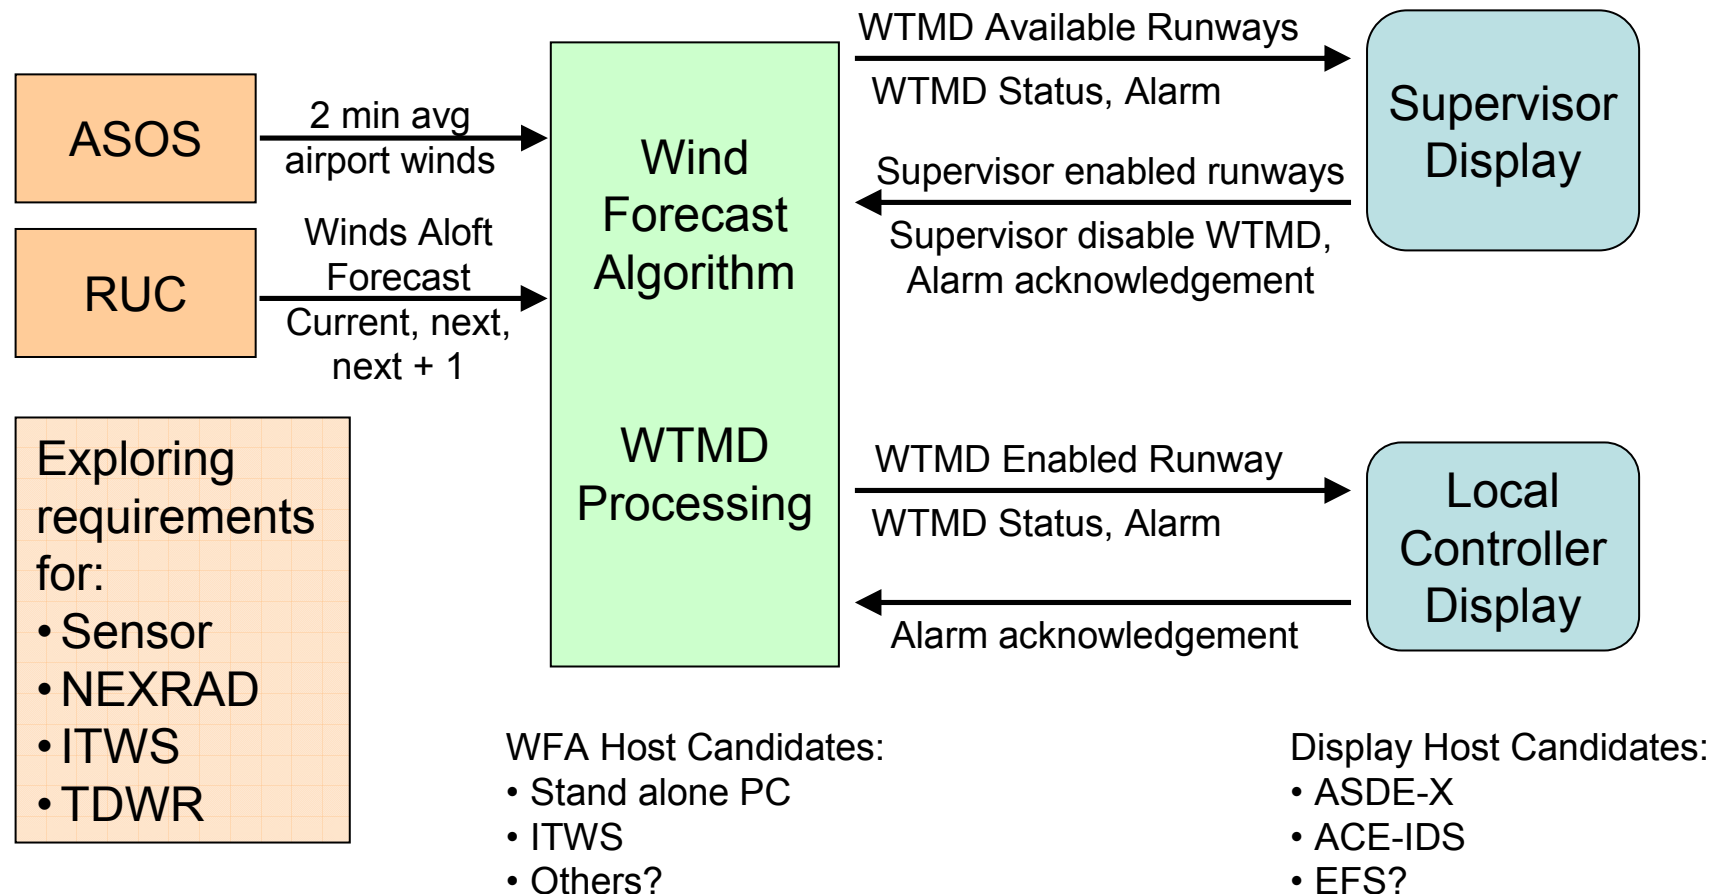 ASOS
2 min avg
airport winds
RUC
Winds Aloft
Forecast
Current, next,
next + 1
Exploring
requirements
for:
• Sensor
• NEXRAD
• ITWS
• TDWR
Wind
Forecast
Algorithm
WTMD
Processing
WTMD Available Runways
WTMD Status, Alarm
Supervisor enabled runways
Supervisor disable WTMD,
Alarm acknowledgement
Supervisor
Display
WTMD Enabled Runway
WTMD Status, Alarm
Alarm acknowledgement
Local
Controller
Display
WFA Host Candidates:
• Stand alone PC
• ITWS
• Others?
Display Host Candidates:
• ASDE-X
• ACE-IDS
• EFS?